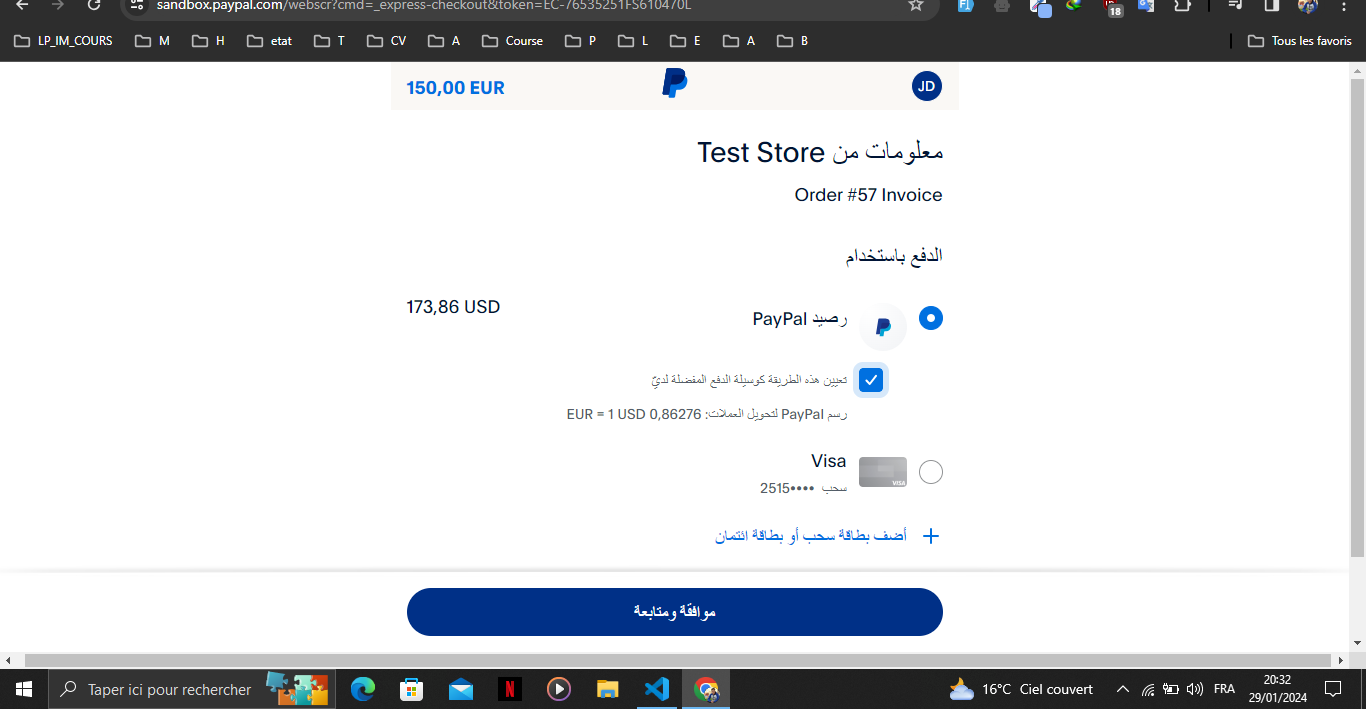 sandbox.paypal.com/webscr?cmd=_express-checkout&token=EC-76535251FS610470L
18
LP_IM_COURS M H etat T CV A Course P L E A B Tous les favoris
150,00 EUR
JD
معلومات من Test Store
Order #57 Invoice
الدفع باستخدام
رصيد PayPal
173,86 USD
تعيين هذه الطريقة كوسيلة الدفع المفضلة لديّ
رسم PayPal لتحويل العملات: 0,86276 EUR = 1 USD
Visa
VISA
سحب ••••2515
أضف بطاقة سحب أو بطاقة ائتمان
موافقة ومتابعة
Taper ici pour rechercher
16°C Ciel couvert
FRA
20:32
29/01/2024